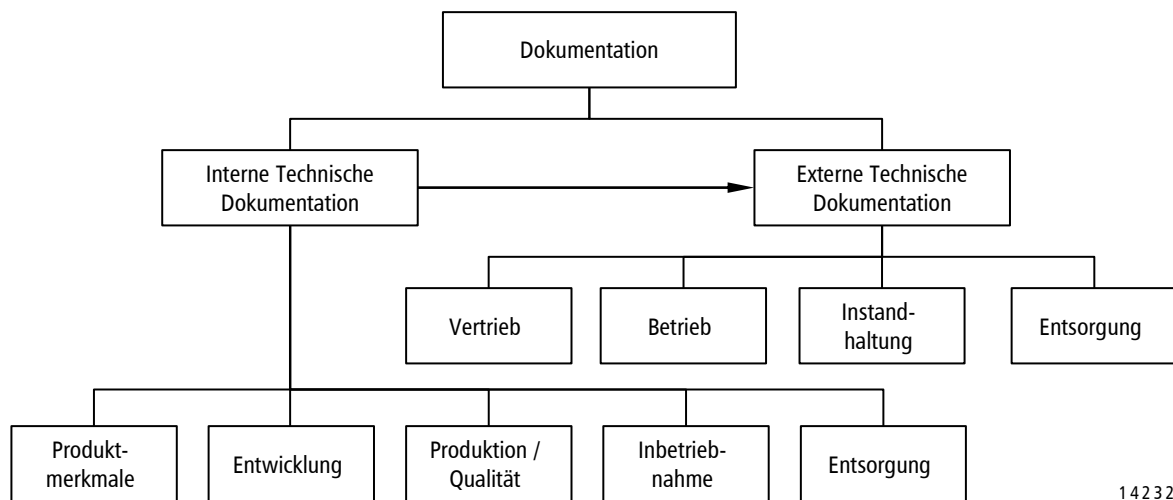 Dokumentation
Interne Technische
Dokumentation
Externe Technische
Dokumentation
Vertrieb
Betrieb
Instand-
haltung
Entsorgung
Produkt-
merkmale
Entwicklung
Produktion /
Qualität
Inbetrieb-
nahme
Entsorgung
14232